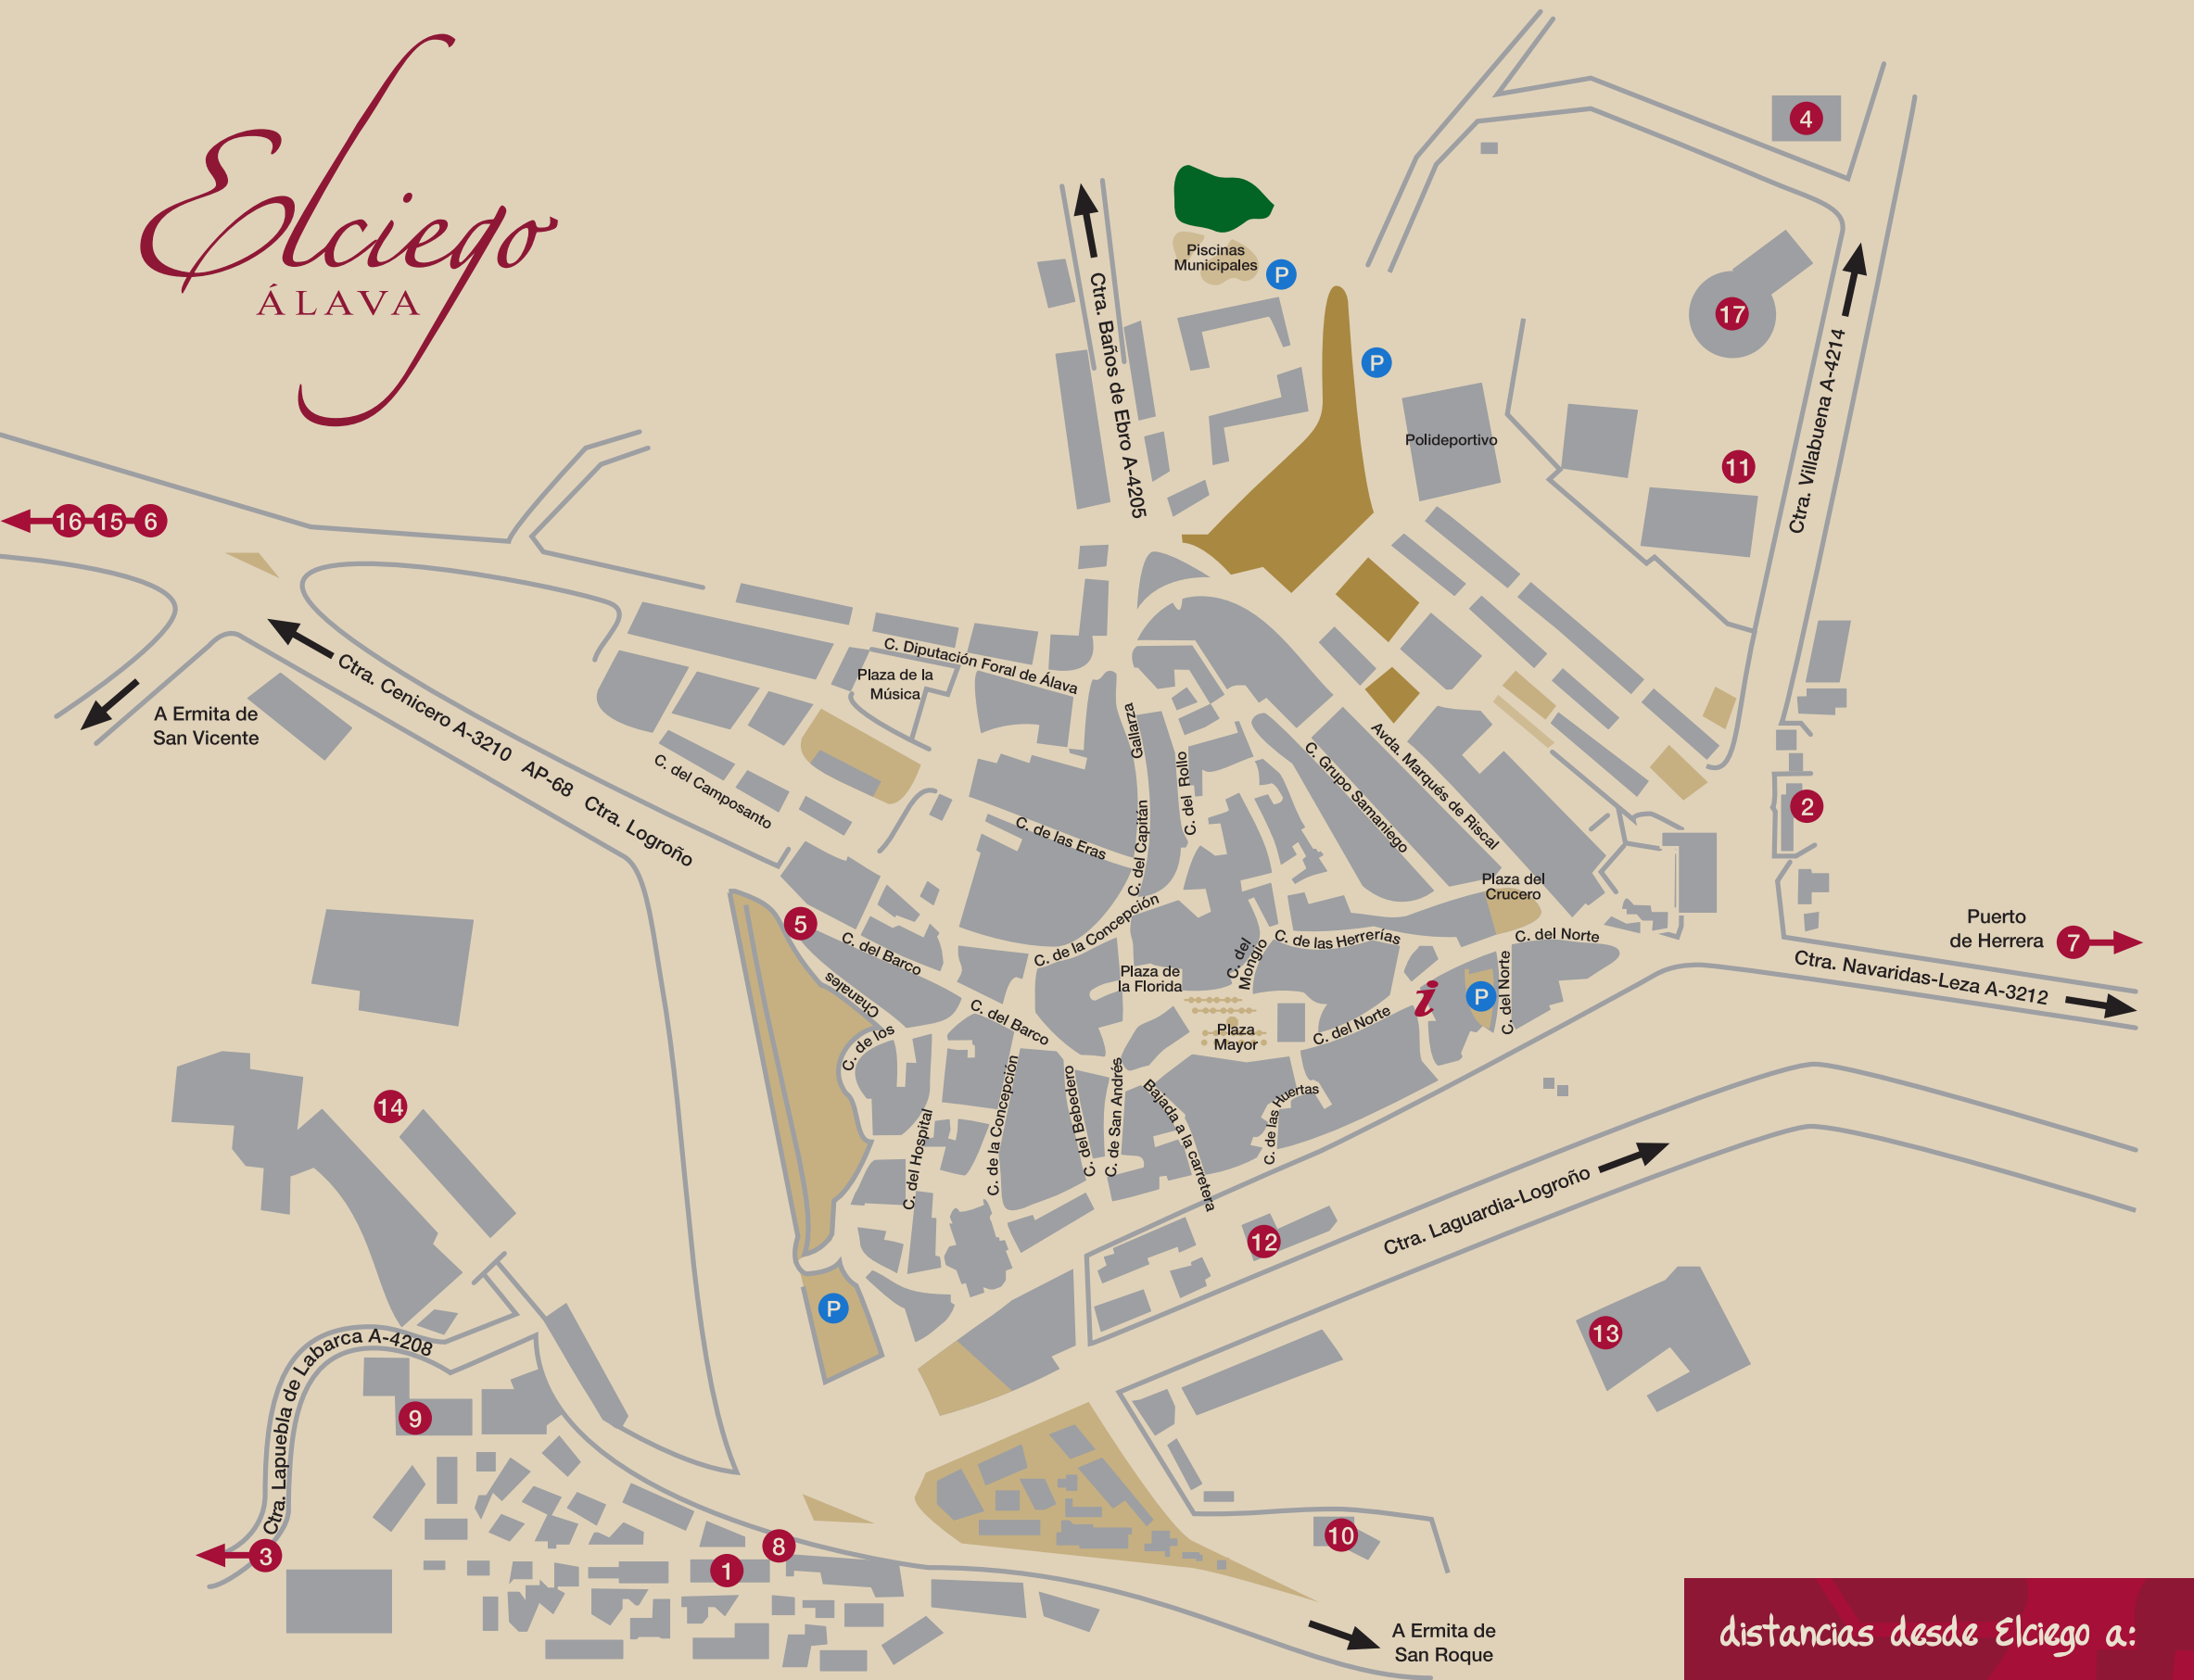 Elciego
ÁLAVA
4
Piscinas
Municipales
P
17
P
Ctra. Baños de Ebro A-4205
Ctra. Villabuena A-4214
Polideportivo
11
16
15
6
C. Diputación Foral de Álava
Plaza de la
Música
A Ermita de
San Vicente
Ctra. Cenicero A-3210 AP-68 Ctra. Logroño
C. del Camposanto
C. de las Eras
C. del Capitán Gallarza
C. del Rollo
C. Grupo Samaniego
Avda. Marqués de Riscal
2
Plaza del
Crucero
5
C. del Barco
C. de la Concepción
C. del
Mongio
C. de las Herrerías
C. del Norte
Puerto
de Herrera
7
Ctra. Navaridas-Leza A-3212
Plaza de
la Florida
C. de los Chanales
C. del Barco
Plaza
Mayor
C. del Norte
i
P
C. del Norte
14
C. del Hospital
C. de la Concepción
C. del Bebedero
C. de San Andrés
Bajada a la carretera
C. de las Huertas
12
Ctra. Laguardia-Logroño
P
13
Ctra. Lapuebla de Labarca A-4208
9
3
1
8
10
A Ermita de
San Roque
distancias desde Elciego a: